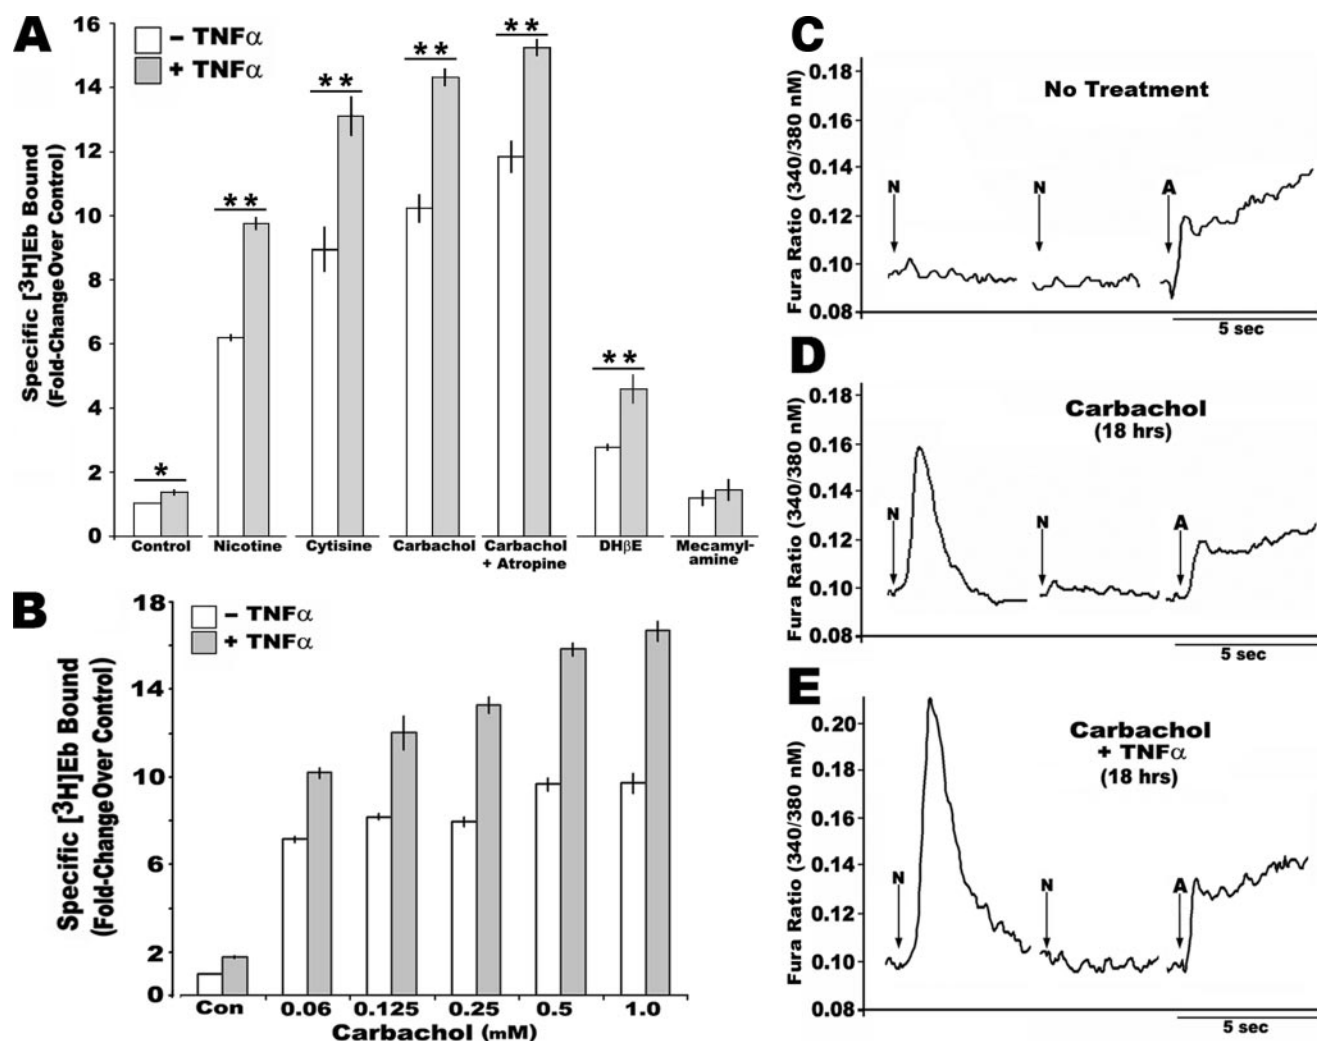 A
16
14
12
10
8
6
4
2
0
Specific [3H]Eb Bound
(Fold-Change Over Control)
– TNFα
+ TNFα
*
**
**
**
**
**
Control
Nicotine
Cytisine
Carbachol
Carbachol
+ Atropine
DHβE
Mecamyl-
amine
B
18
14
10
6
2
0
Specific [3H]Eb Bound
(Fold-Change Over Control)
– TNFα
+ TNFα
Con
0.06
0.125
0.25
0.5
1.0
Carbachol (mM)
C
0.18
0.16
0.14
0.12
0.10
0.08
Fura Ratio (340/380 nM)
No Treatment
N
N
A
5 sec
D
0.18
0.16
0.14
0.12
0.10
0.08
Fura Ratio (340/380 nM)
Carbachol
(18 hrs)
N
N
A
5 sec
E
0.20
0.18
0.16
0.14
0.12
0.10
0.08
Fura Ratio (340/380 nM)
Carbachol
+ TNFα
(18 hrs)
N
N
A
5 sec